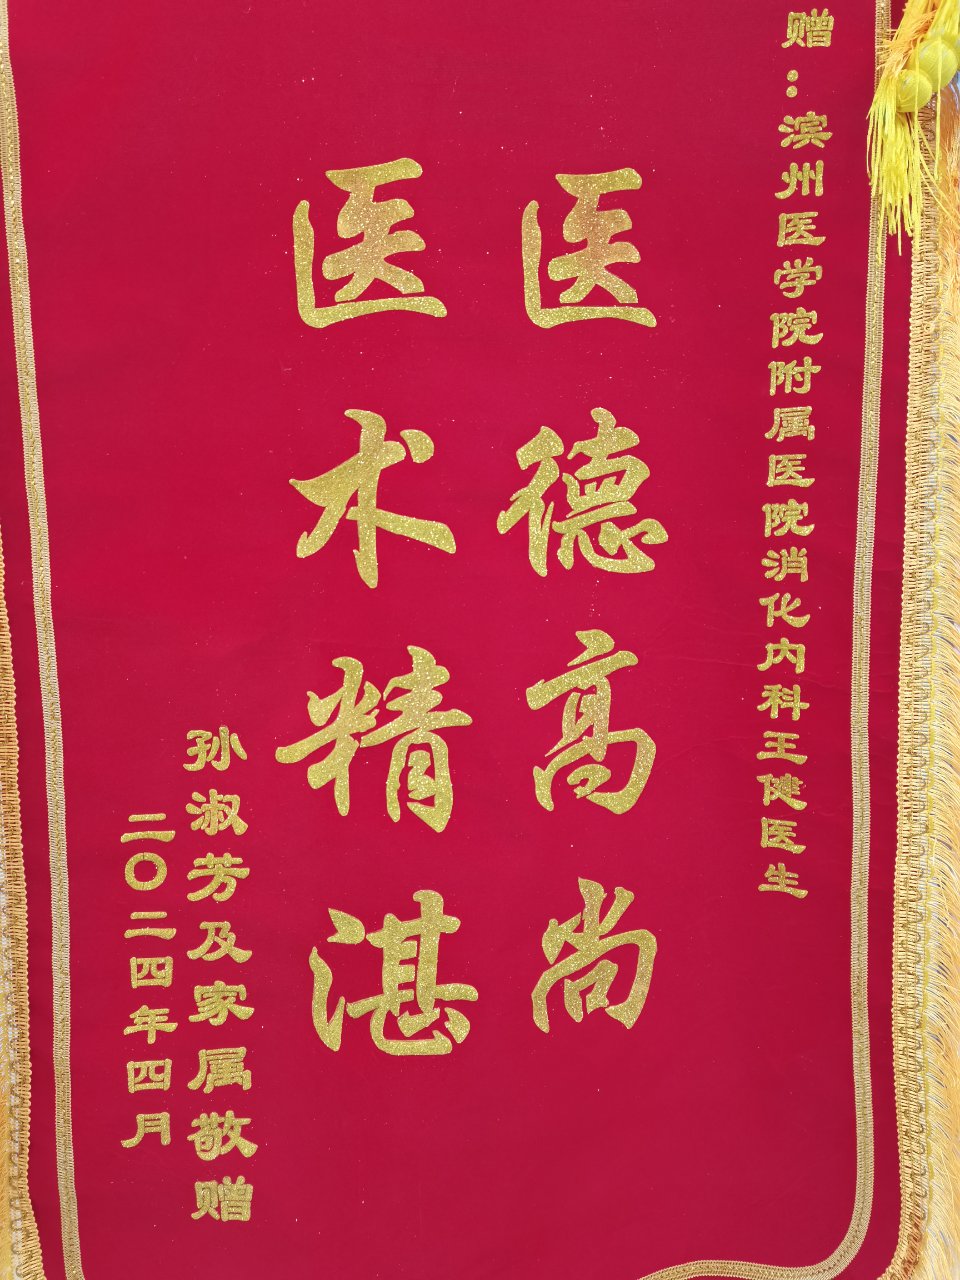 赠：滨州医学院附属医院消化内科王健医生
医德高尚
医术精湛
孙淑芳及家属敬赠
二〇二四年四月